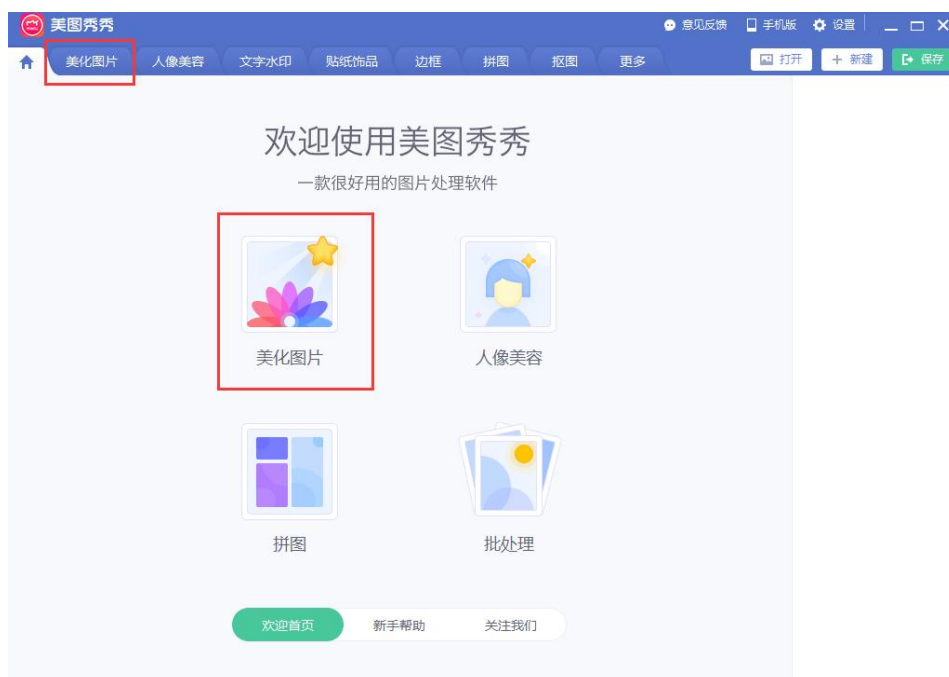 美图秀秀 意见反馈 手机版 设置
美化图片 人像美容 文字水印 贴纸饰品 边框 拼图 抠图 更多 打开 新建 保存
欢迎使用美图秀秀
一款很好用的图片处理软件
美化图片 人像美容
拼图 批处理
欢迎首页 新手帮助 关注我们